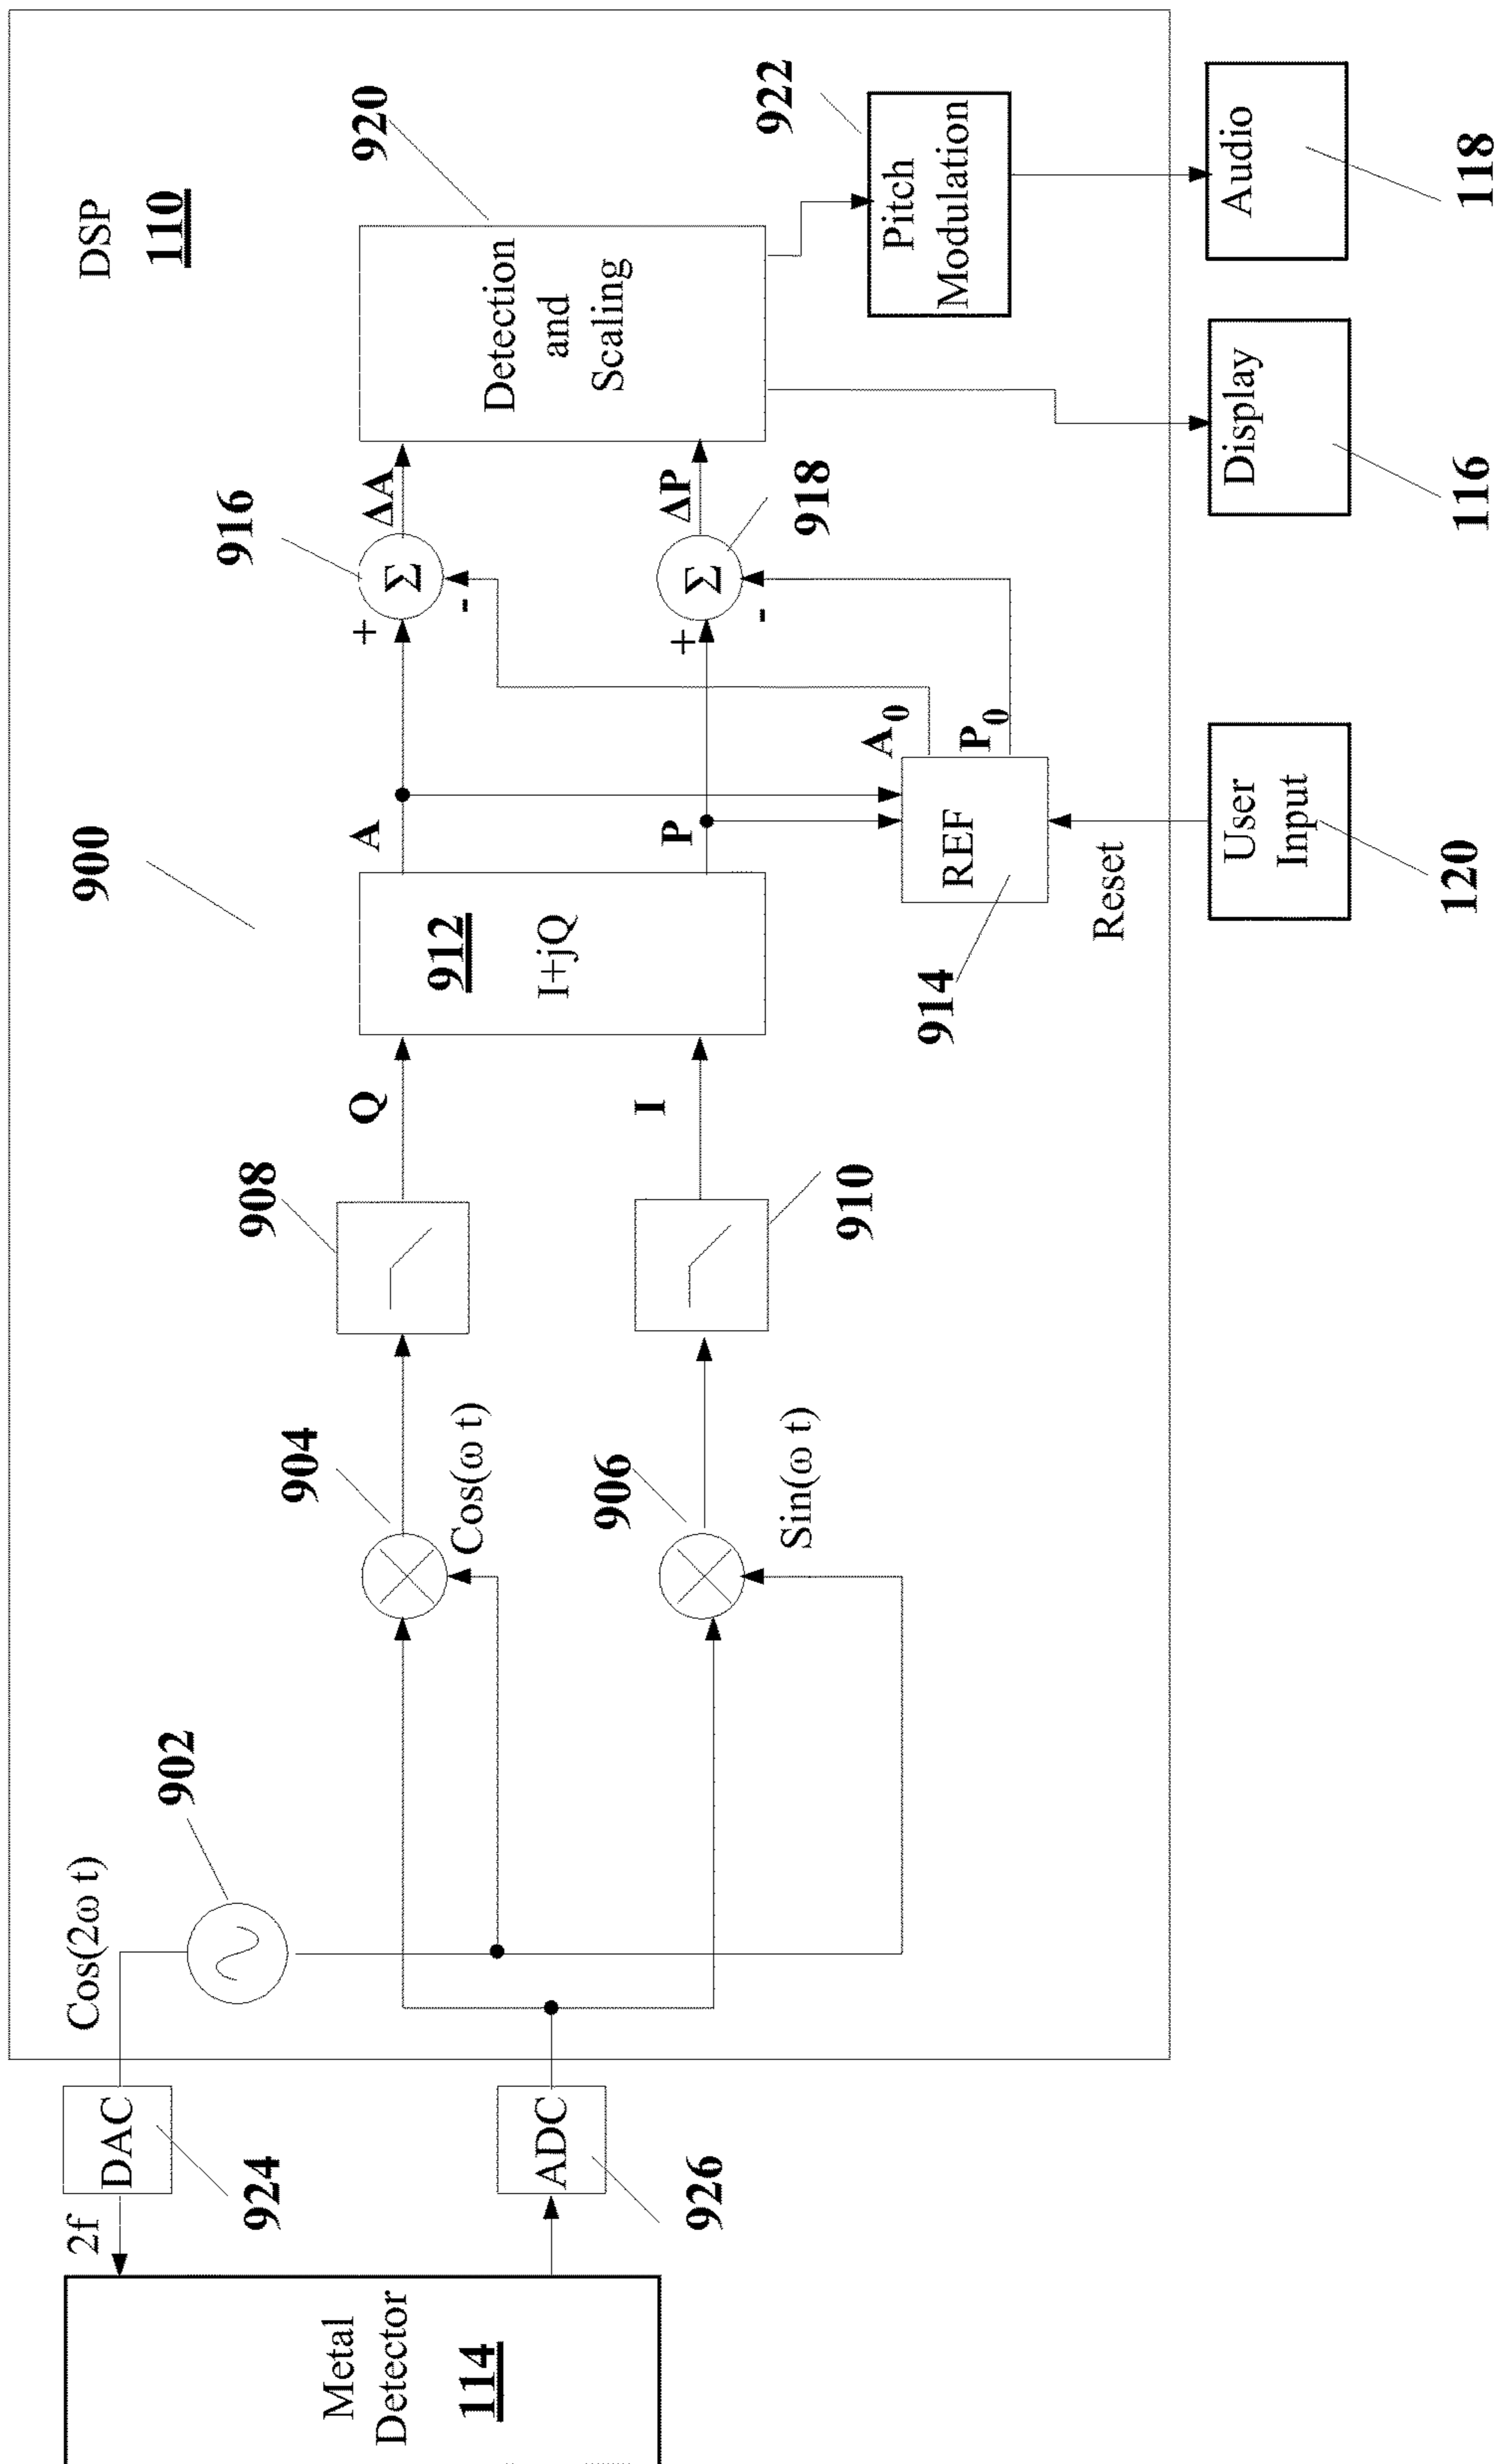 DSP
110
900
920
922
Pitch
Modulation
Detection
and
Scaling
916
ΔA
Σ
+
-
918
ΔP
Σ
+
-
A
P
912
I+jQ
A0
P0
REF
914
Reset
Q
I
908
910
904
Cos(ω t)
906
Sin(ω t)
902
Cos(2ω t)
DAC
924
2f
ADC
926
Metal
Detector
114
User
Input
120
Display
116
Audio
118